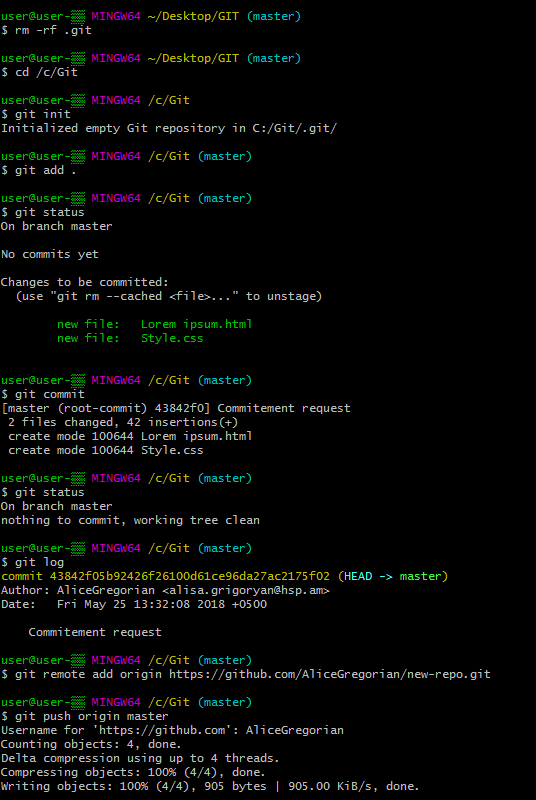 user@user-▒▒ MINGW64 ~/Desktop/GIT (master)
$ rm -rf .git
user@user-▒▒ MINGW64 ~/Desktop/GIT (master)
$ cd /c/Git
user@user-▒▒ MINGW64 /c/Git
$ git init
Initialized empty Git repository in C:/Git/.git/
user@user-▒▒ MINGW64 /c/Git (master)
$ git add .
user@user-▒▒ MINGW64 /c/Git (master)
$ git status
On branch master
No commits yet
Changes to be committed:
(use "git rm --cached <file>..." to unstage)
new file:   Lorem ipsum.html
new file:   Style.css
user@user-▒▒ MINGW64 /c/Git (master)
$ git commit
[master (root-commit) 43842f0] Commitement request
2 files changed, 42 insertions(+)
create mode 100644 Lorem ipsum.html
create mode 100644 Style.css
user@user-▒▒ MINGW64 /c/Git (master)
$ git status
On branch master
nothing to commit, working tree clean
user@user-▒▒ MINGW64 /c/Git (master)
$ git log
commit 43842f05b92426f26100d61ce96da27ac2175f02 (HEAD -> master)
Author: AliceGregorian <alisa.grigoryan@hsp.am>
Date:   Fri May 25 13:32:08 2018 +0500
Commitement request
user@user-▒▒ MINGW64 /c/Git (master)
$ git remote add origin https://github.com/AliceGregorian/new-repo.git
user@user-▒▒ MINGW64 /c/Git (master)
$ git push origin master
Username for 'https://github.com': AliceGregorian
Counting objects: 4, done.
Delta compression using up to 4 threads.
Compressing objects: 100% (4/4), done.
Writing objects: 100% (4/4), 905 bytes | 905.00 KiB/s, done.